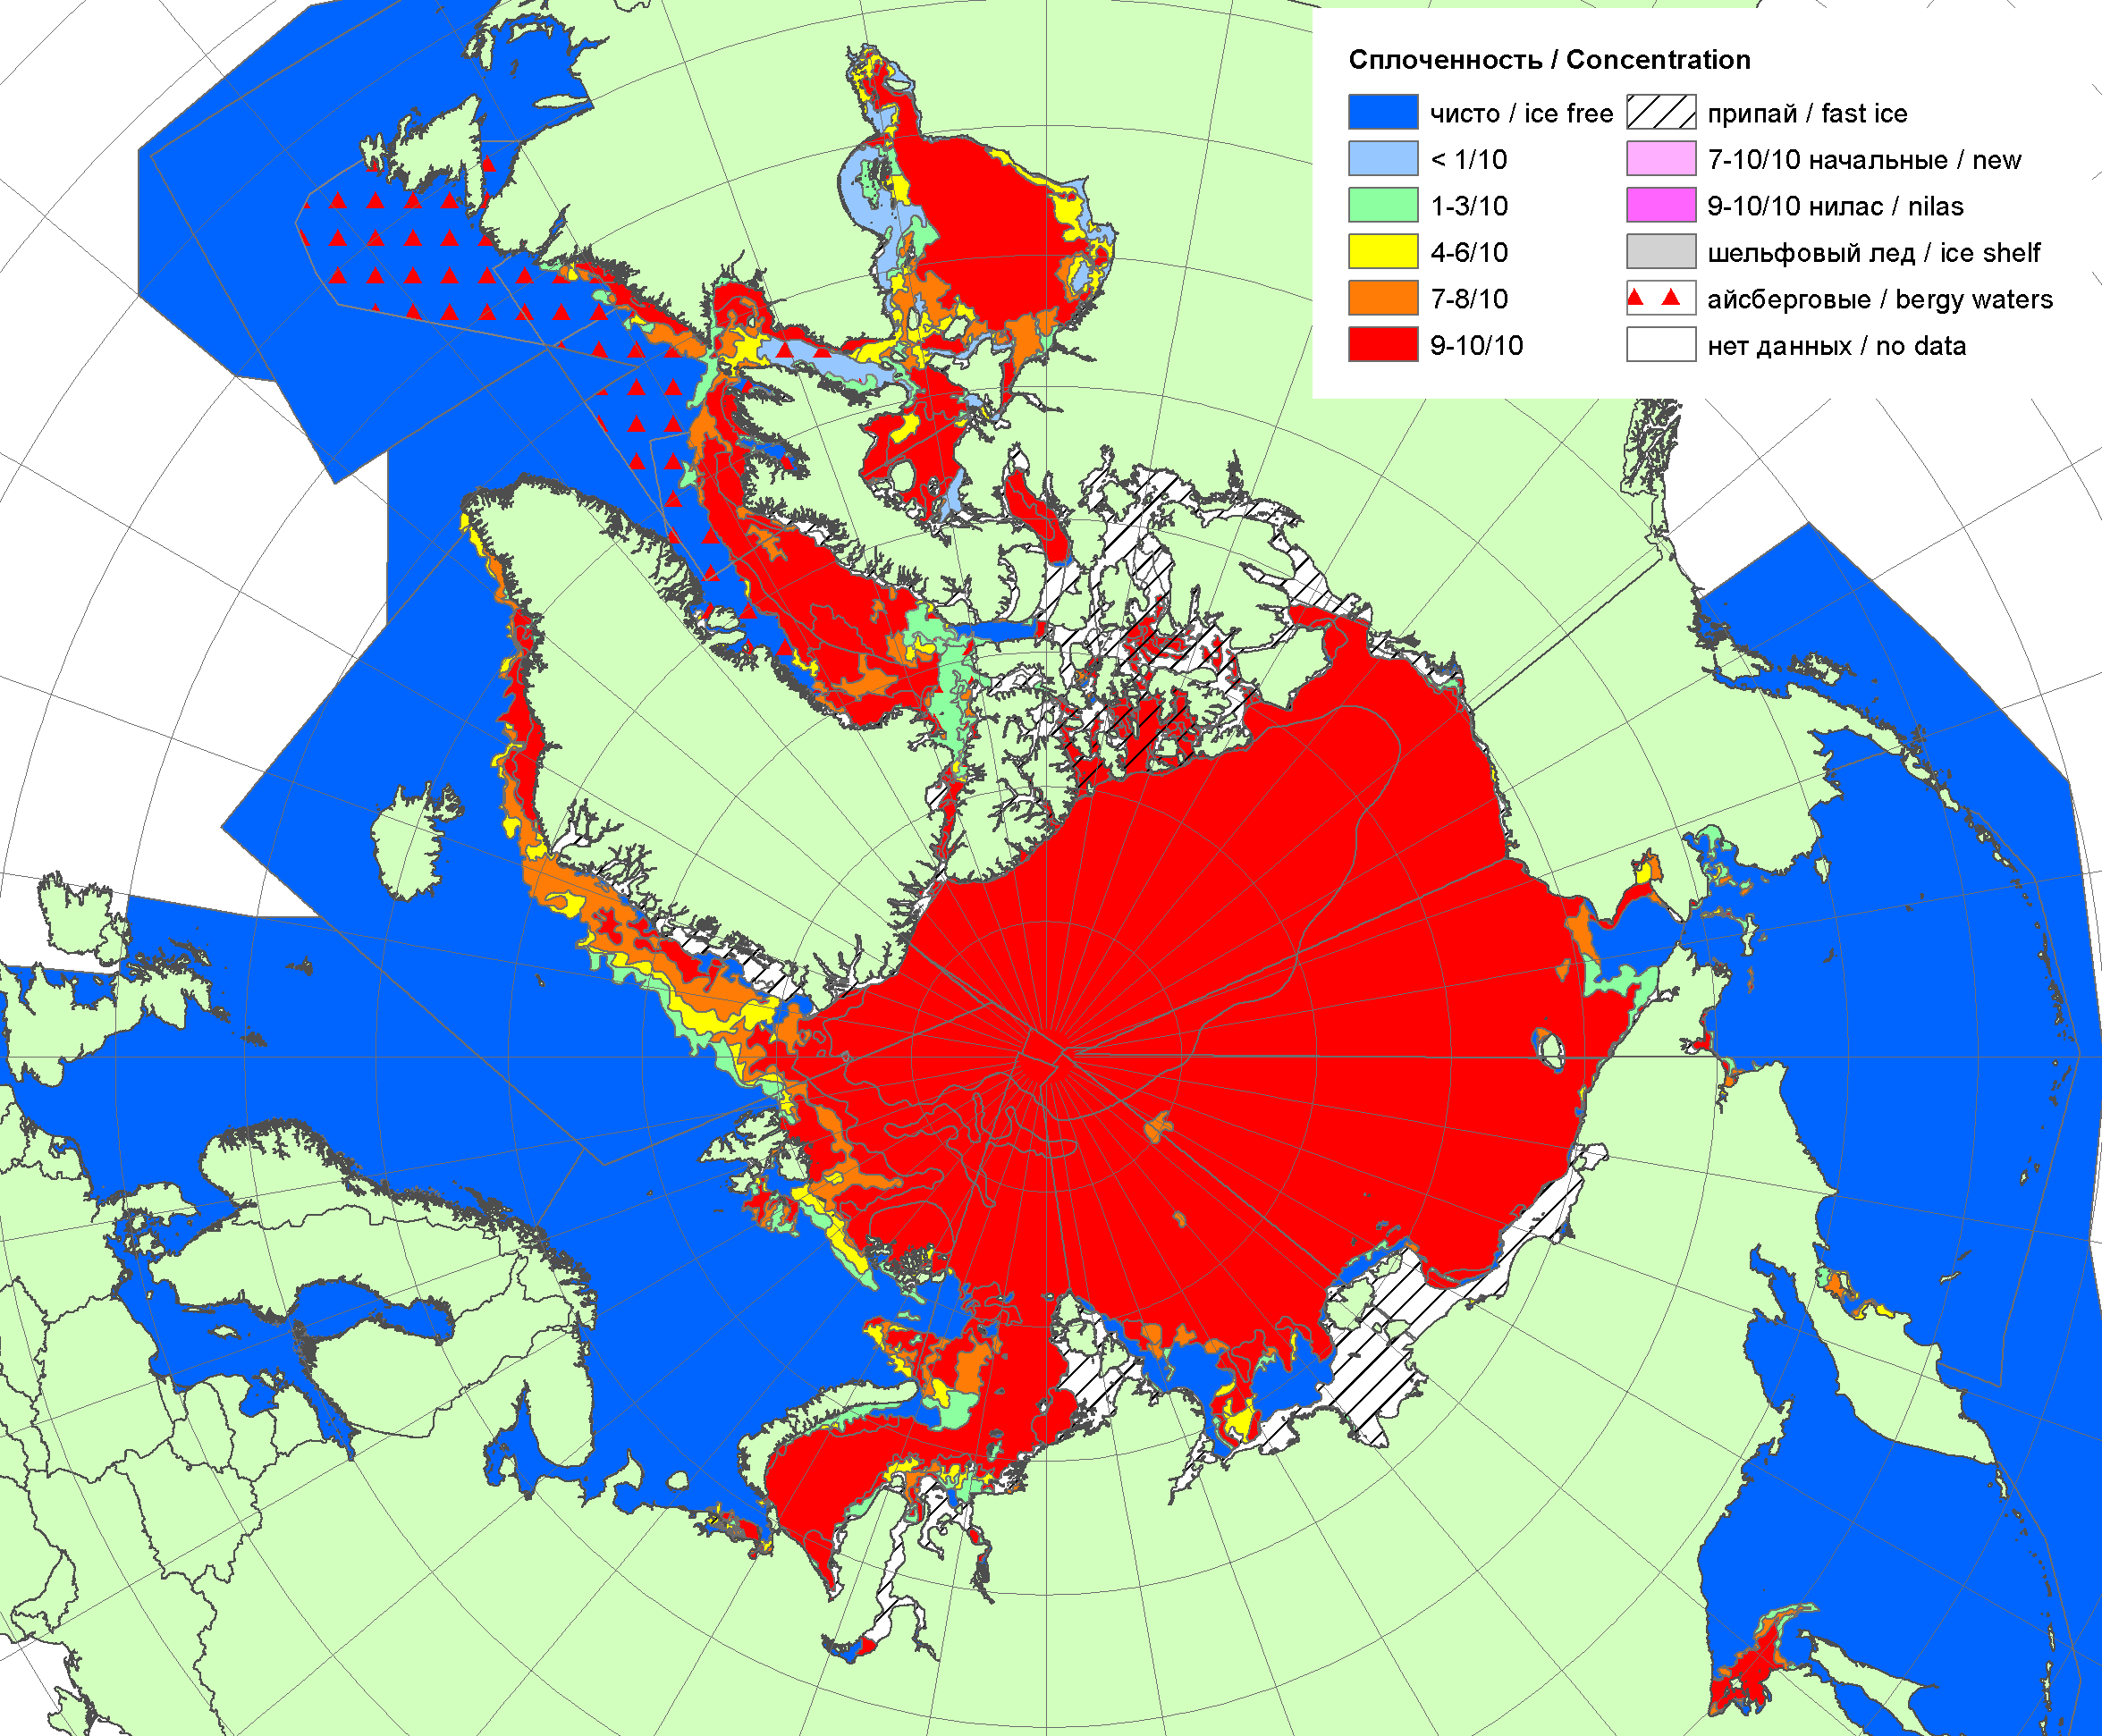 Сплоченность / Concentration
чисто / ice free
< 1/10
1-3/10
4-6/10
7-8/10
9-10/10
припай / fast ice
7-10/10 начальные / new
9-10/10 нилас / nilas
шельфовый лед / ice shelf
айсберговые / bergy waters
нет данных / no data